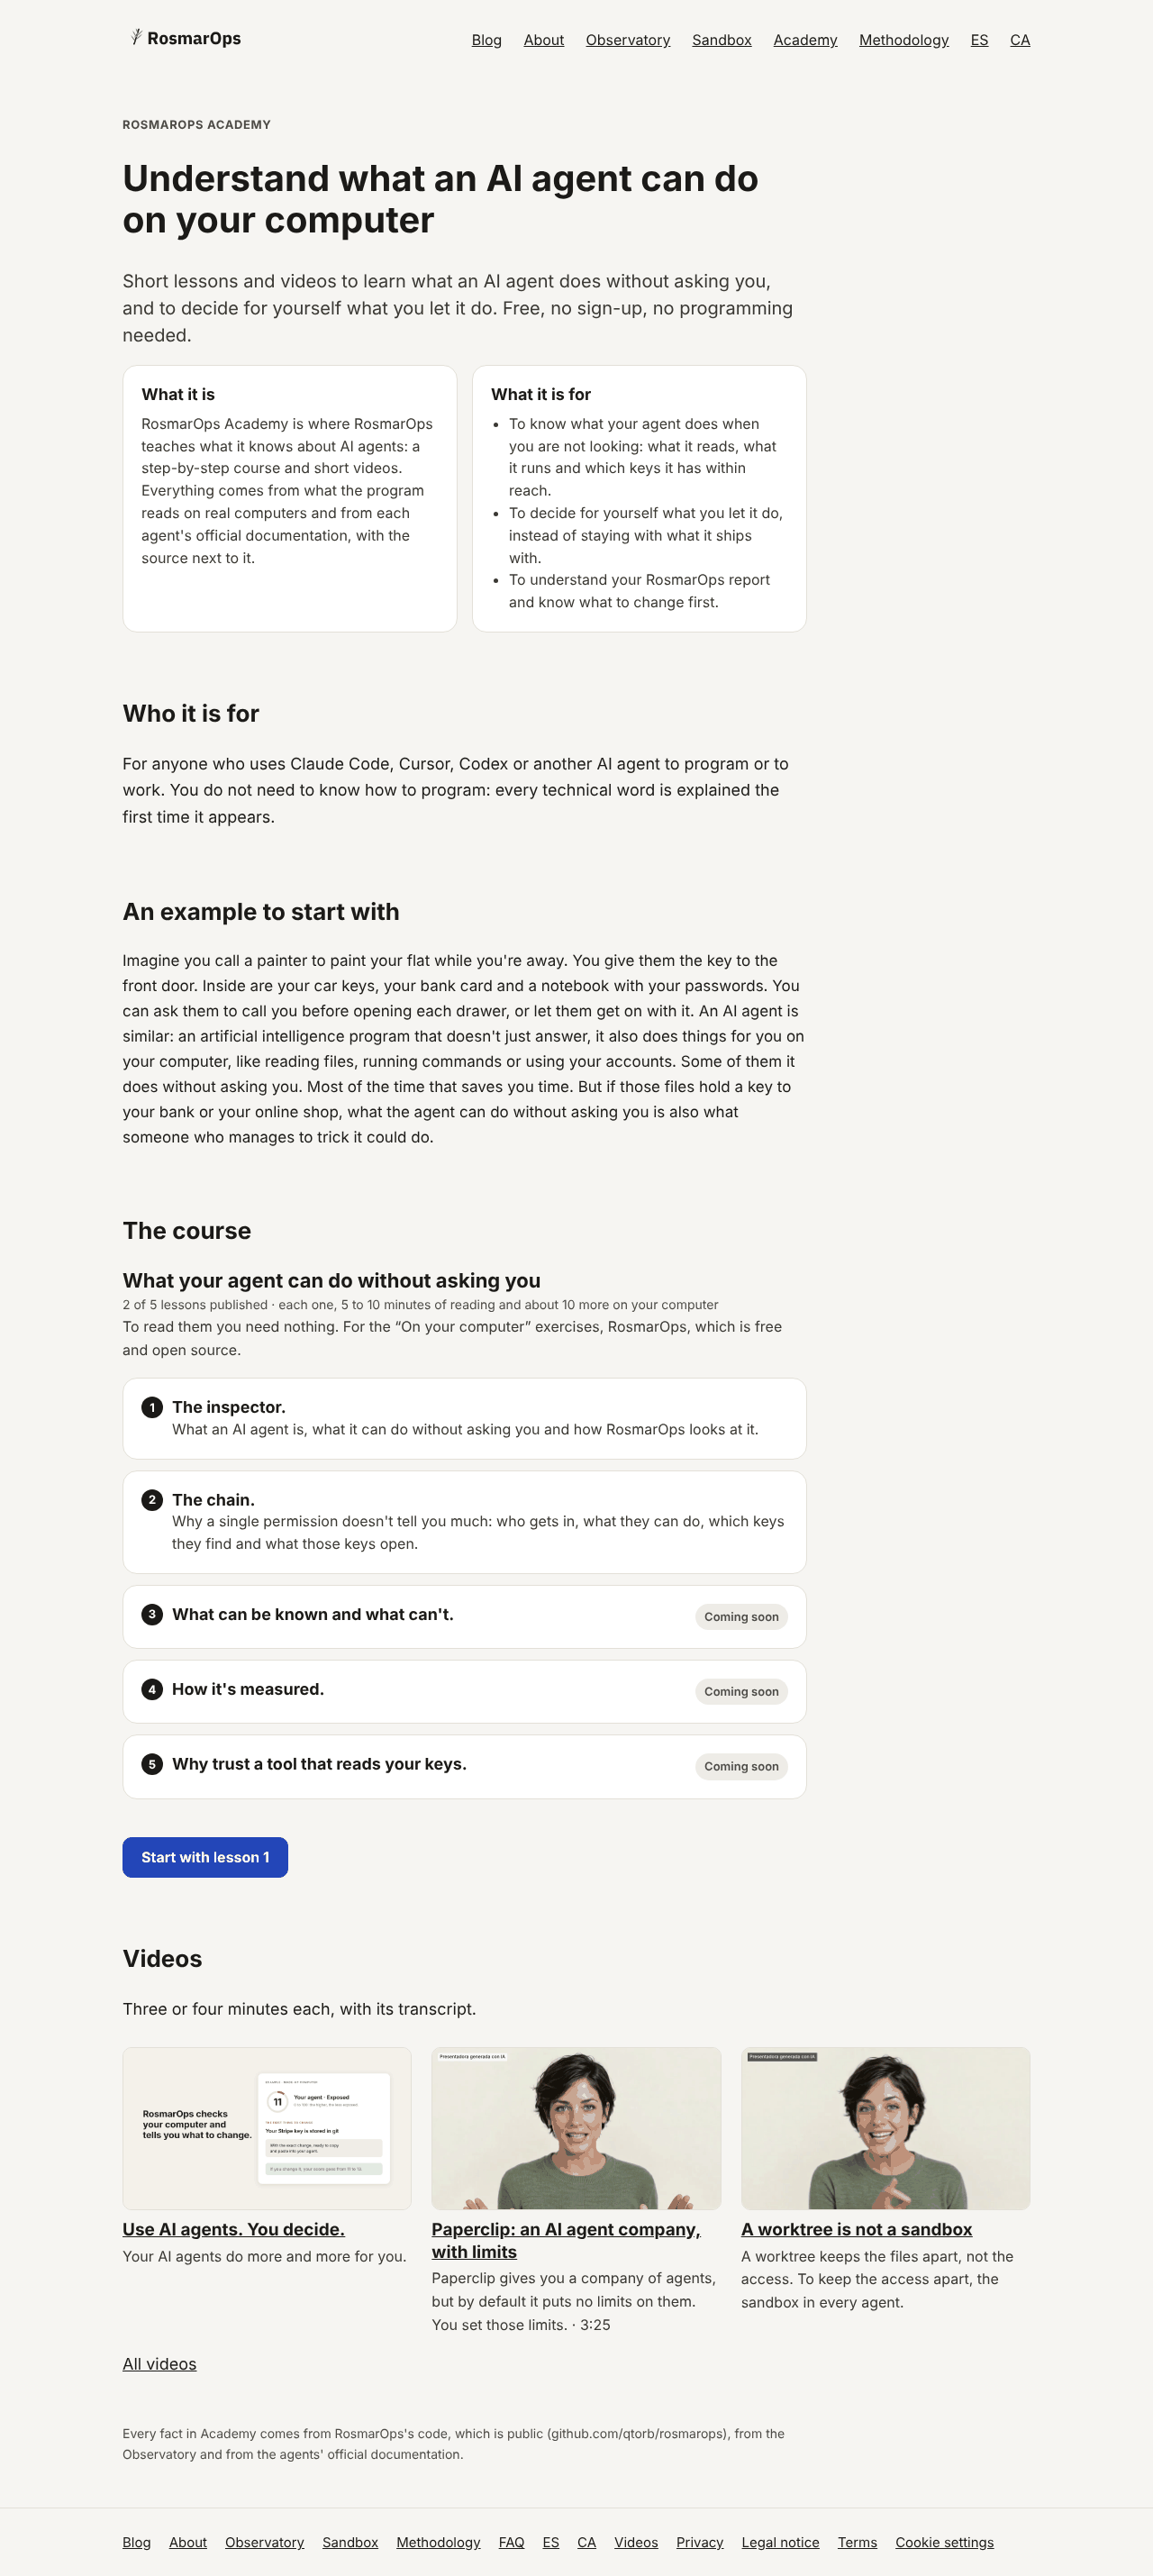 RosmarOps
Blog About Observatory Sandbox Academy Methodology ES CA
ROSMAROPS ACADEMY
Understand what an AI agent can do
on your computer
Short lessons and videos to learn what an AI agent does without asking you,
and to decide for yourself what you let it do. Free, no sign-up, no programming
needed.
What it is
RosmarOps Academy is where RosmarOps
teaches what it knows about AI agents: a
step-by-step course and short videos.
Everything comes from what the program
reads on real computers and from each
agent's official documentation, with the
source next to it.
What it is for
• To know what your agent does when
you are not looking: what it reads, what
it runs and which keys it has within
reach.
• To decide for yourself what you let it do,
instead of staying with what it ships
with.
• To understand your RosmarOps report
and know what to change first.
Who it is for
For anyone who uses Claude Code, Cursor, Codex or another AI agent to program or to
work. You do not need to know how to program: every technical word is explained the
first time it appears.
An example to start with
Imagine you call a painter to paint your flat while you're away. You give them the key to the
front door. Inside are your car keys, your bank card and a notebook with your passwords. You
can ask them to call you before opening each drawer, or let them get on with it. An AI agent is
similar: an artificial intelligence program that doesn't just answer, it also does things for you on
your computer, like reading files, running commands or using your accounts. Some of them it
does without asking you. Most of the time that saves you time. But if those files hold a key to
your bank or your online shop, what the agent can do without asking you is also what
someone who manages to trick it could do.
The course
What your agent can do without asking you
2 of 5 lessons published · each one, 5 to 10 minutes of reading and about 10 more on your computer
To read them you need nothing. For the “On your computer” exercises, RosmarOps, which is free
and open source.
1 The inspector.
What an AI agent is, what it can do without asking you and how RosmarOps looks at it.
2 The chain.
Why a single permission doesn't tell you much: who gets in, what they can do, which keys
they find and what those keys open.
3 What can be known and what can't. Coming soon
4 How it's measured. Coming soon
5 Why trust a tool that reads your keys. Coming soon
Start with lesson 1
Videos
Three or four minutes each, with its transcript.
RosmarOps checks
your computer and
tells you what to change.
11
Your agent · Exposed
Your Stripe key is stored in git
With the exact change, ready to copy
and paste into your agent.
Presentadora generada con IA
Presentadora generada con IA
Use AI agents. You decide.
Your AI agents do more and more for you.
Paperclip: an AI agent company,
with limits
Paperclip gives you a company of agents,
but by default it puts no limits on them.
You set those limits. · 3:25
A worktree is not a sandbox
A worktree keeps the files apart, not the
access. To keep the access apart, the
sandbox in every agent.
All videos
Every fact in Academy comes from RosmarOps's code, which is public (github.com/qtorb/rosmarops), from the
Observatory and from the agents' official documentation.
Blog About Observatory Sandbox Methodology FAQ ES CA Videos Privacy Legal notice Terms Cookie settings